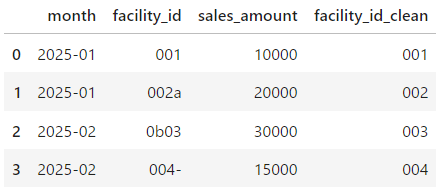 month facility_id sales_amount facility_id_clean
0 2025-01 001 10000 001
1 2025-01 002a 20000 002
2 2025-02 0b03 30000 003
3 2025-02 004- 15000 004